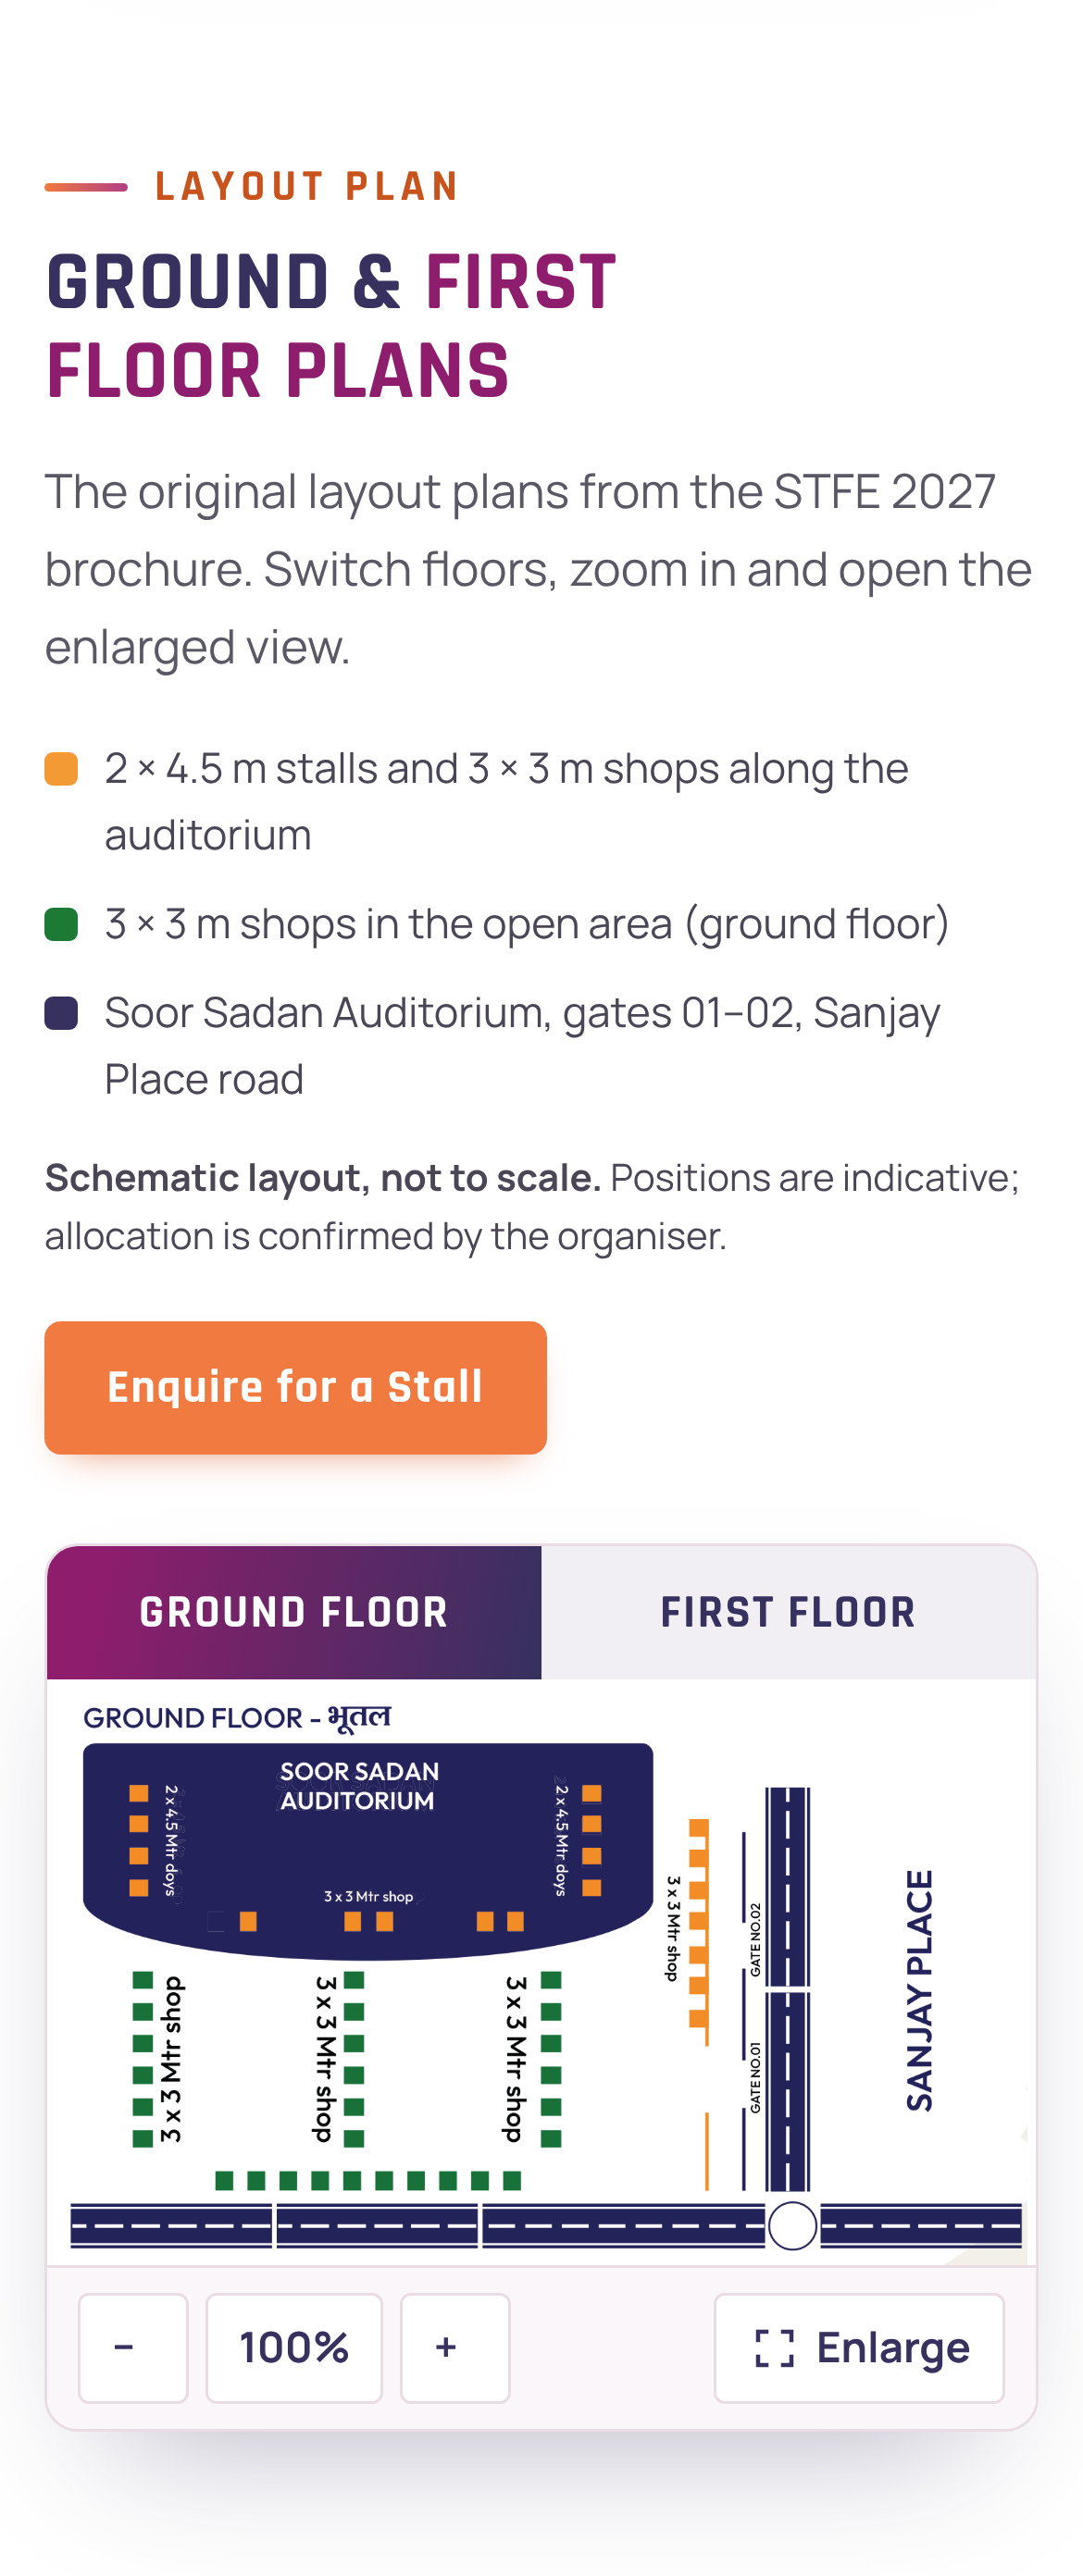 LAYOUT PLAN
GROUND & FIRST
FLOOR PLANS
The original layout plans from the STFE 2027
brochure. Switch floors, zoom in and open the
enlarged view.
2 × 4.5 m stalls and 3 × 3 m shops along the
auditorium
3 × 3 m shops in the open area (ground floor)
Soor Sadan Auditorium, gates 01–02, Sanjay
Place road
Schematic layout, not to scale. Positions are indicative;
allocation is confirmed by the organiser.
Enquire for a Stall
GROUND FLOOR
FIRST FLOOR
GROUND FLOOR - भूतल
SOOR SADAN
AUDITORIUM
2 x 4.5 Mtr doys
2 x 4.5 Mtr doys
3 x 3 Mtr shop
3 x 3 Mtr shop
GATE NO.02
GATE NO.01
SANJAY PLACE
3 x 3 Mtr shop
3 x 3 Mtr shop
3 x 3 Mtr shop
−
100%
+
Enlarge